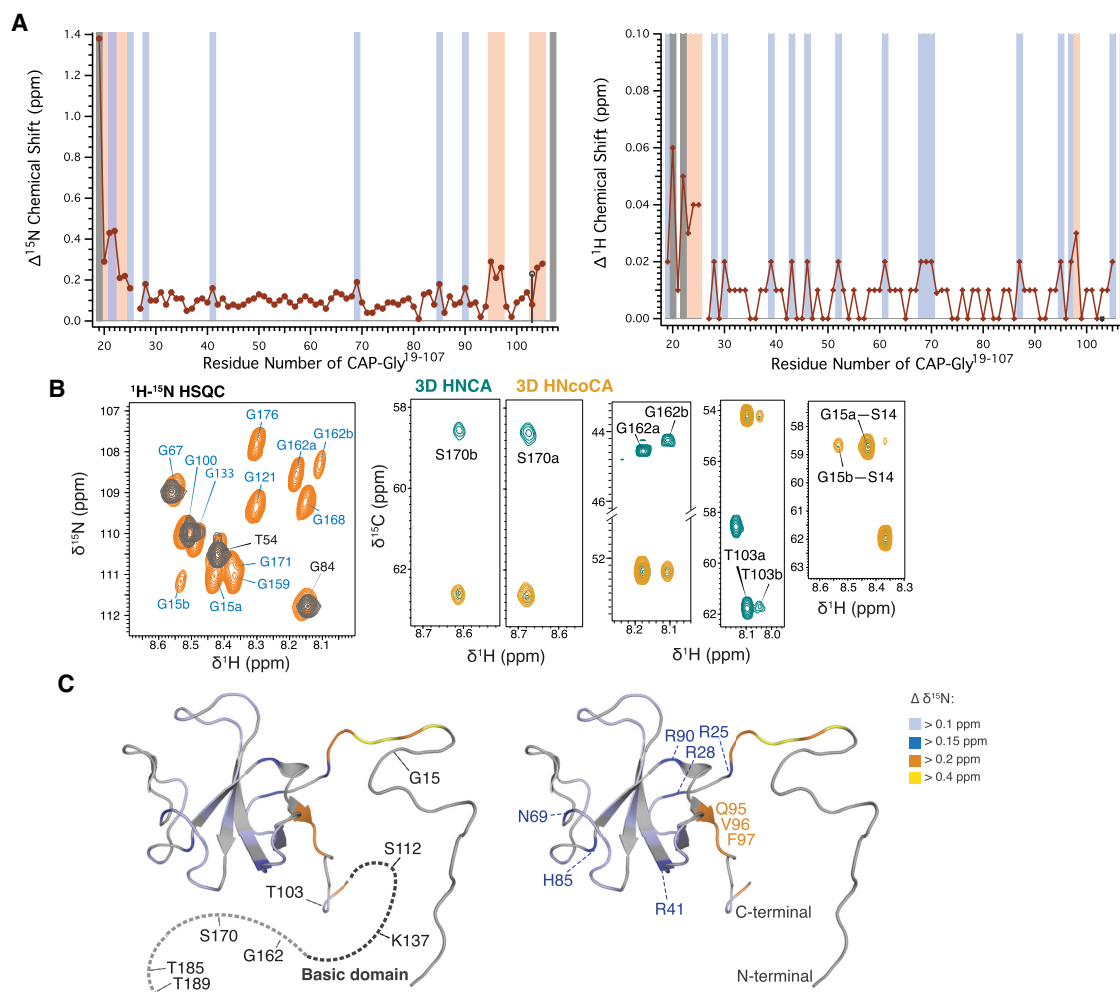 A
Δ¹⁵N Chemical Shift (ppm)
1.4
1.2
1.0
0.8
0.6
0.4
0.2
0.0
20 30 40 50 60 70 80 90 100
Residue Number of CAP-Gly¹⁹⁻¹⁰⁷
Δ¹H Chemical Shift (ppm)
0.10
0.08
0.06
0.04
0.02
0.00
20 30 40 50 60 70 80 90 100
Residue Number of CAP-Gly¹⁹⁻¹⁰⁷
B
¹H-¹⁵N HSQC
δ¹⁵N (ppm)
107
108
109
110
111
112
G176
G67
G100
G133
G162a
G162b
G121
G168
T54
G171
G159
G84
G15b
G15a
8.6 8.5 8.4 8.3 8.2 8.1
δ¹H (ppm)
3D HNCA
3D HNcoCA
δ¹⁵C (ppm)
58
60
62
S170b
S170a
8.7 8.6
8.7 8.6
δ¹H (ppm)
44
46
52
G162a
G162b
8.2 8.1
54
56
58
60
62
T103a
T103b
8.1 8.0
δ¹H (ppm)
57
58
59
60
61
62
63
G15a—S14
G15b—S14
8.6 8.5 8.4 8.3
δ¹H (ppm)
C
G15
S112
T103
K137
S170
G162
T185
T189
Basic domain
R90
R25
R28
N69
Q95
V96
F97
H85
R41
C-terminal
N-terminal
Δ δ¹⁵N:
> 0.1 ppm
> 0.15 ppm
> 0.2 ppm
> 0.4 ppm